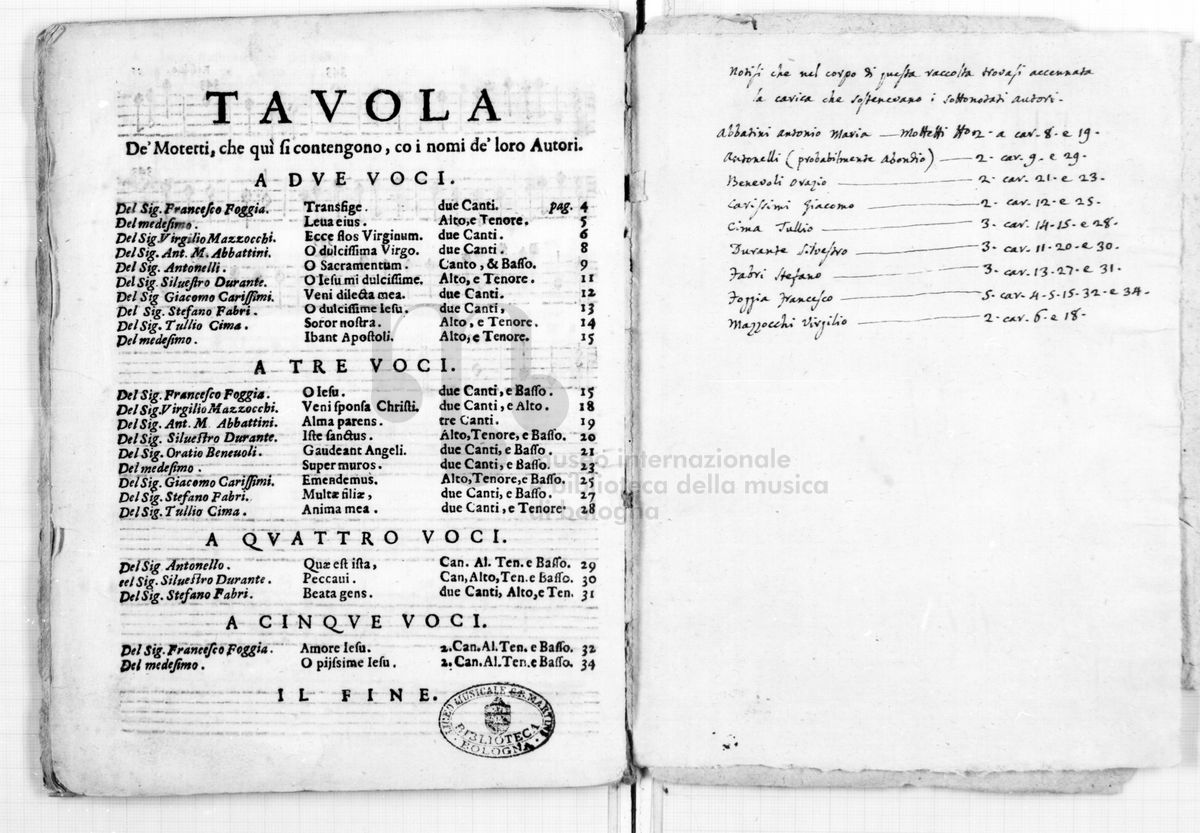 TAVOLA
De' Motetti, che quì si contengono, co i nomi de' loro Autori.
A DVE VOCI.
Del Sig. Francesco Foggia. Transfige. due Canti. pag. 4
Del medesimo. Leua eius. Alto, e Tenore. 5
Del Sig Virgilio Mazzocchi. Ecce flos Virginum. due Canti. 6
Del Sig. Ant. M. Abbattini. O dulcissima Virgo. due Canti. 8
Del Sig. Antonelli. O Sacramentum. Canto, & Basso. 9
Del Sig. Siluestro Durante. O Iesu mi dulcissime. Alto, e Tenore. 11
Del Sig Giacomo Carissimi. Veni dilecta mea. due Canti. 12
Del Sig. Stefano Fabri. O dulcissime Iesu. due Canti, 13
Del Sig. Tullio Cima. Soror nostra. Alto, e Tenore. 14
Del medesimo. Ibant Apostoli. Alto, e Tenore. 15
A TRE VOCI.
Del Sig. Francesco Foggia. O Iesu. due Canti, e Basso. 15
Del Sig. Virgilio Mazzocchi. Veni sponsa Christi. due Canti, e Alto. 18
Del Sig. Ant. M. Abbattini. Alma parens. tre Canti. 19
Del Sig. Siluestro Durante. Iste sanctus. Alto, Tenore, e Basso. 20
Del Sig. Oratio Beneuoli. Gaudeant Angeli. due Canti, e Basso. 21
Del medesimo. Super muros. due Canti, e Basso. 23
Del Sig. Giacomo Carissimi. Emendemus. Alto, Tenore, e Basso. 25
Del Sig. Stefano Fabri. Multæ filiæ, due Canti, e Basso. 27
Del Sig. Tullio Cima. Anima mea. due Canti, e Tenore 28
A QVATTRO VOCI.
Del Sig Antonello. Quæ est ista, Can. Al. Ten. e Basso. 29
eel Sig. Siluestro Durante. Peccaui. Can, Alto, Ten. e Basso. 30
Del Sig. Stefano Fabri. Beata gens. due Canti, Alto, e Ten. 31
A CINQVE VOCI.
Del Sig. Francesco Foggia. Amore Iesu. 2. Can. Al. Ten. e Basso. 32
Del medesimo. O pijssime Iesu. 2. Can. Al. Ten. e Basso. 34
IL FINE.
LICEO MUSICALE G. B. MARTINI
BIBLIOTECA
BOLOGNA
museo internazionale
e biblioteca della musica
di bologna
Notisi che nel corpo di questa raccolta trovasi accennata
la carica che sostenevano i sottonotati autori.
Abbatini Antonio Maria — Mottetti 2 - a car. 8 - e 19 -
Antonelli (probabilmente Abondio) — 2 - car. 9 - e 29 -
Benevoli Orazio — 2 - car. 21 - e 23 -
Carissimi Giacomo — 2 - car. 12 - e 25 -
Cima Tullio — 3 - car. 14 - 15 - e 28 -
Durante Silvestro — 3 - car. 11 - 20 - e 30 -
Fabri Stefano — 3 - car. 13 - 27 - e 31 -
Foggia Francesco — 5 - car. 4 - 5 - 15 - 32 - e 34 -
Mazzocchi Virgilio — 2 - car. 6 - e 18 -